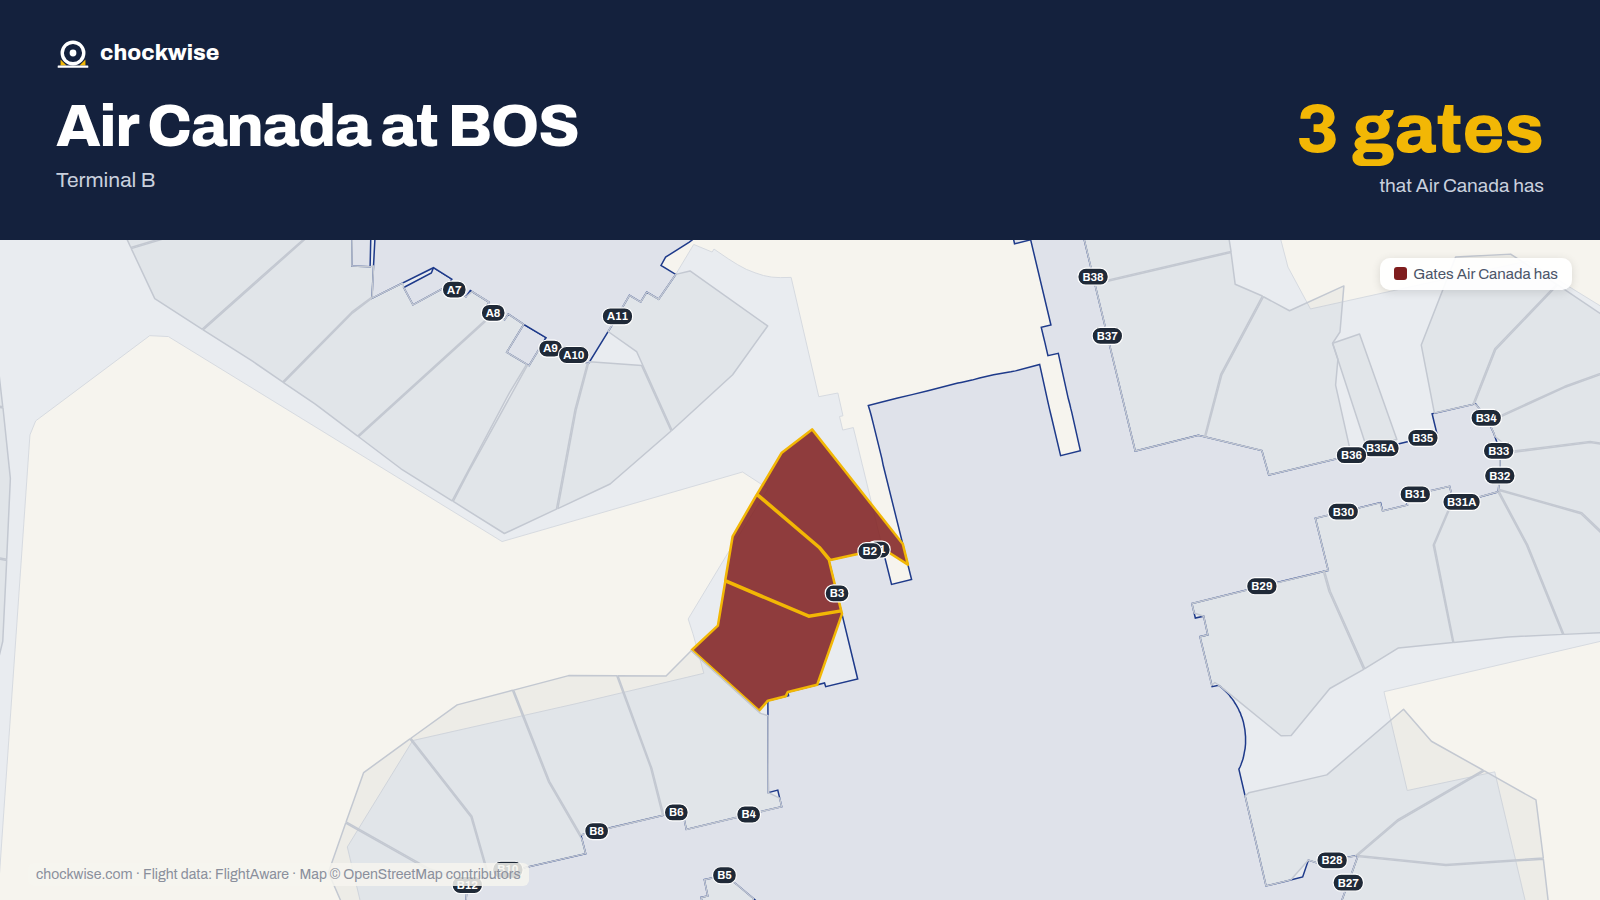 chockwise
Air Canada at BOS
Terminal B
3 gates
that Air Canada has
Gates Air Canada has
B38
A7
A8
A11
B37
A9
A10
B34
B35
B35A
B36
B33
B32
B31
B31A
B30
B2
B29
B3
B6
B4
B8
B28
B5
B27
B12
chockwise.com · Flight data: FlightAware · Map © OpenStreetMap contributors